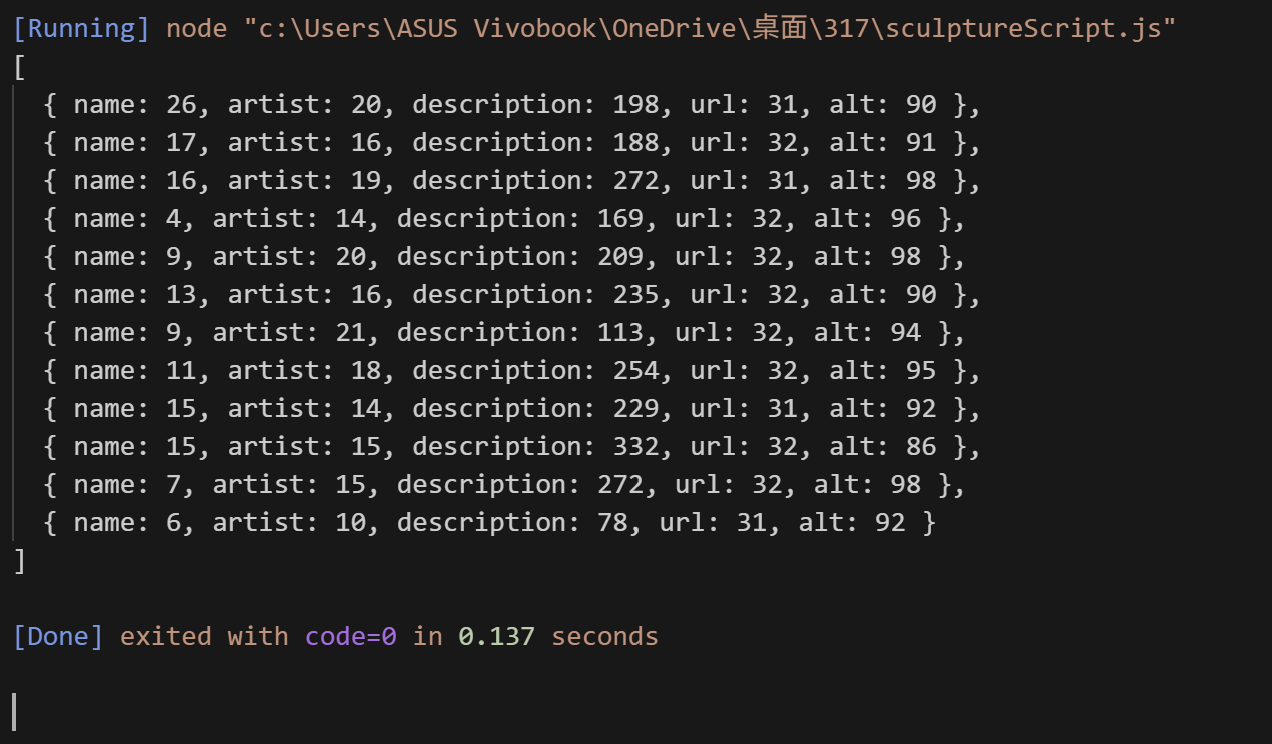 [Running] node "c:\Users\ASUS Vivobook\OneDrive\桌面\317\sculptureScript.js"
[
  { name: 26, artist: 20, description: 198, url: 31, alt: 90 },
  { name: 17, artist: 16, description: 188, url: 32, alt: 91 },
  { name: 16, artist: 19, description: 272, url: 31, alt: 98 },
  { name: 4, artist: 14, description: 169, url: 32, alt: 96 },
  { name: 9, artist: 20, description: 209, url: 32, alt: 98 },
  { name: 13, artist: 16, description: 235, url: 32, alt: 90 },
  { name: 9, artist: 21, description: 113, url: 32, alt: 94 },
  { name: 11, artist: 18, description: 254, url: 32, alt: 95 },
  { name: 15, artist: 14, description: 229, url: 31, alt: 92 },
  { name: 15, artist: 15, description: 332, url: 32, alt: 86 },
  { name: 7, artist: 15, description: 272, url: 32, alt: 98 },
  { name: 6, artist: 10, description: 78, url: 31, alt: 92 }
]
[Done] exited with code=0 in 0.137 seconds